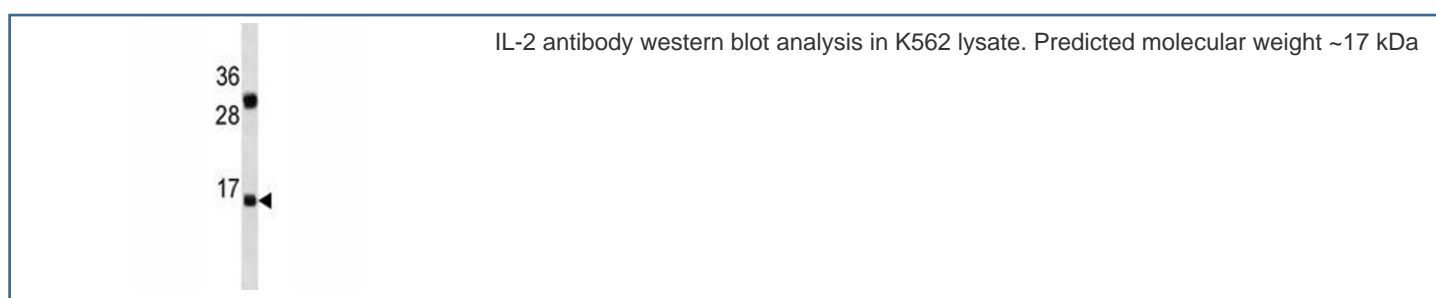 IL-2 antibody western blot analysis in K562 lysate. Predicted molecular weight ~17 kDa
36
28
17